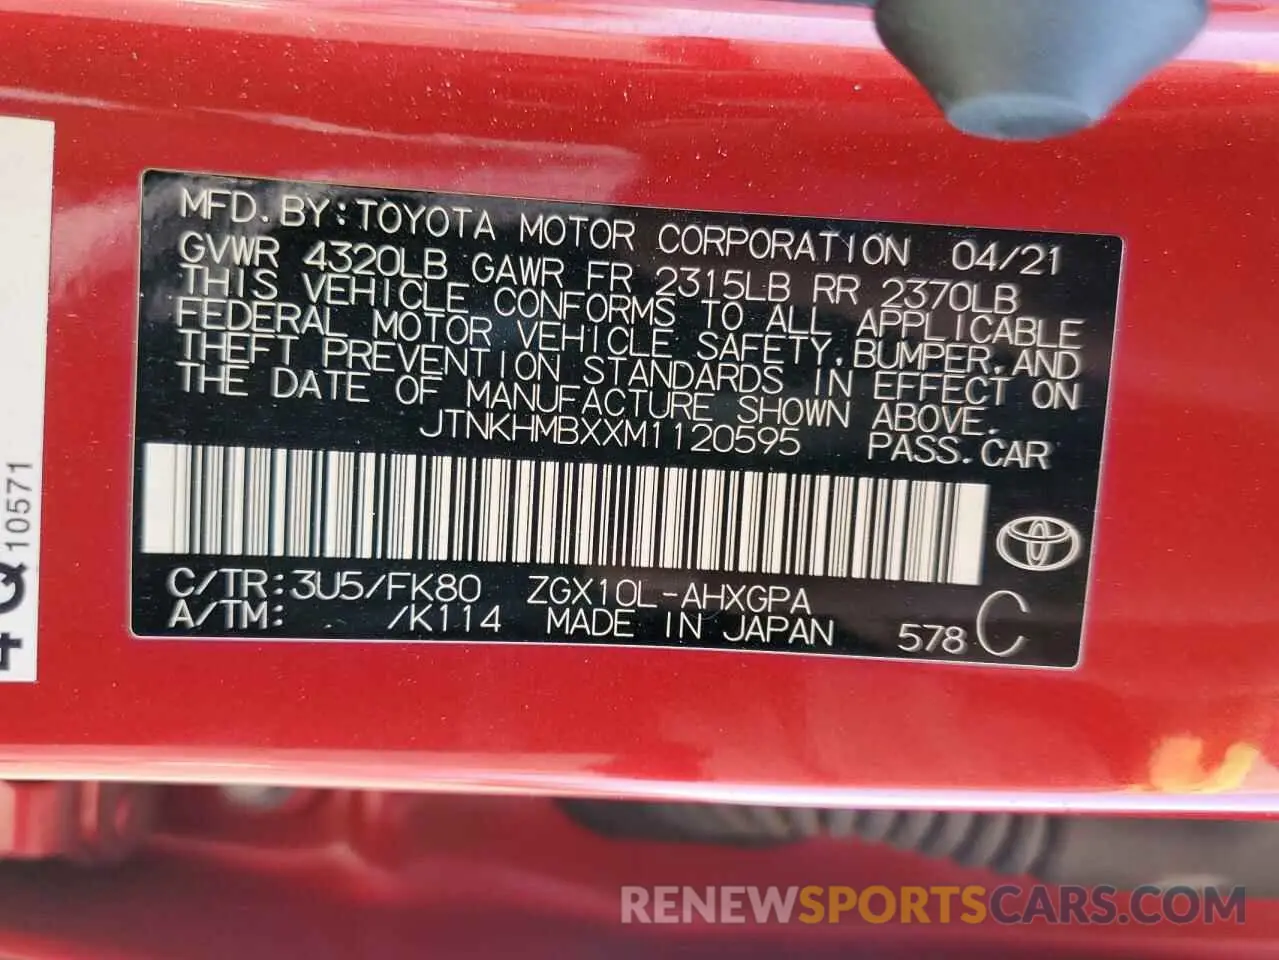 MFD. BY: TOYOTA MOTOR CORPORATION 04/21
GVWR 4320LB GAWR FR 2315LB RR 2370LB
THIS VEHICLE CONFORMS TO ALL APPLICABLE
FEDERAL MOTOR VEHICLE SAFETY, BUMPER, AND
THEFT PREVENTION STANDARDS IN EFFECT ON
THE DATE OF MANUFACTURE SHOWN ABOVE.
JTNKHMBXXM1120595 PASS. CAR
C/TR: 3U5/FK80 ZGX10L-AHXGPA
A/TM: /K114 MADE IN JAPAN 578 C
10571
RENEWSPORTSCARS.COM